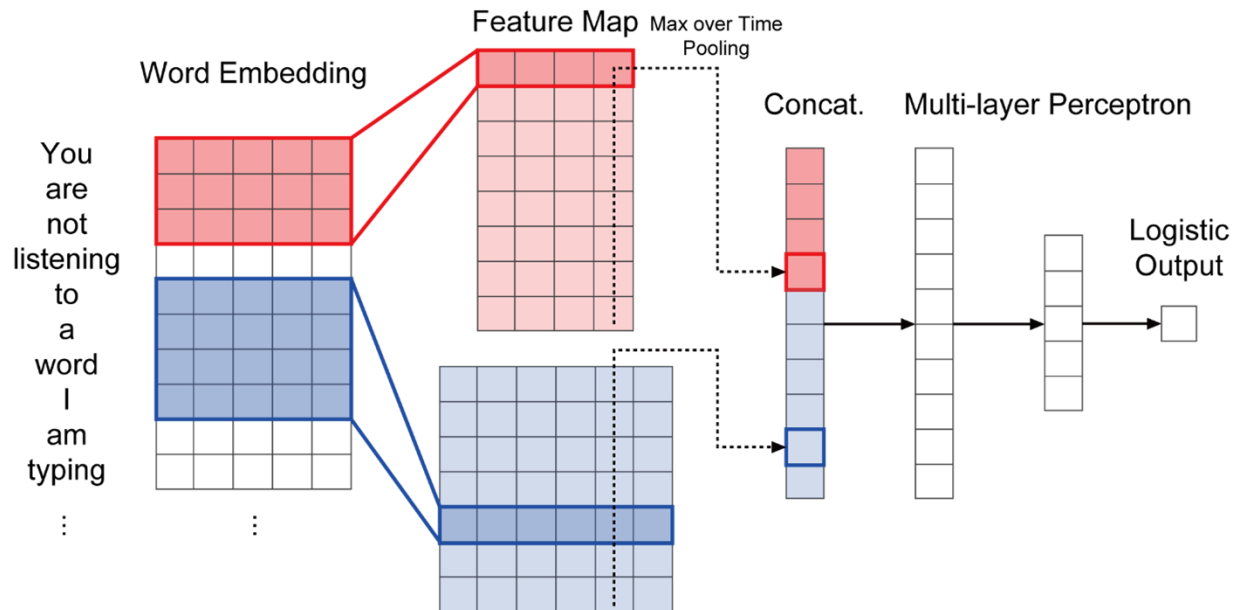 Feature Map
Max over Time
Pooling
Word Embedding
Concat.
Multi-layer Perceptron
You
are
not
listening
to
a
word
I
am
typing
⋮
⋮
Logistic
Output